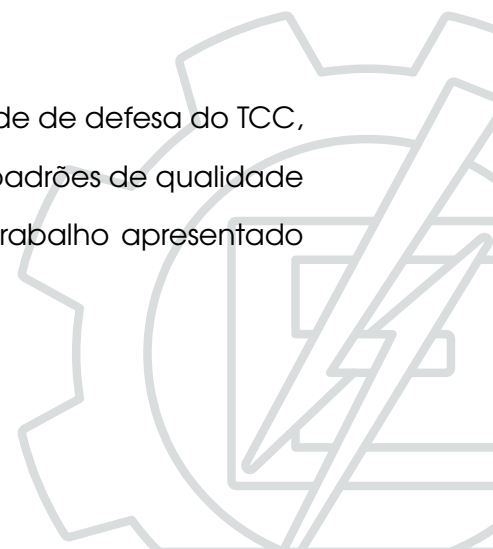 de de defesa do TCC,
padrões de qualidade
rabalho apresentado